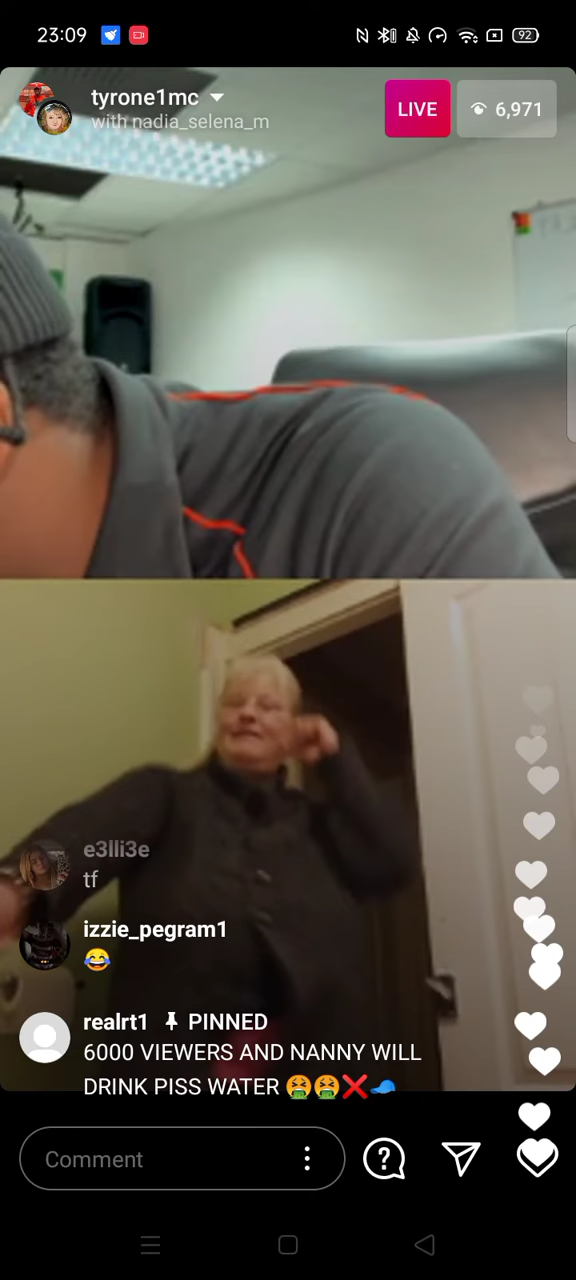 23:09
92
tyrone1mc
with nadia_selena_m
LIVE
6,971
e3lli3e
tf
izzie_pegram1
😂
realrt1 📌 PINNED
6000 VIEWERS AND NANNY WILL
DRINK PISS WATER 🤮🤮❌🧢
Comment